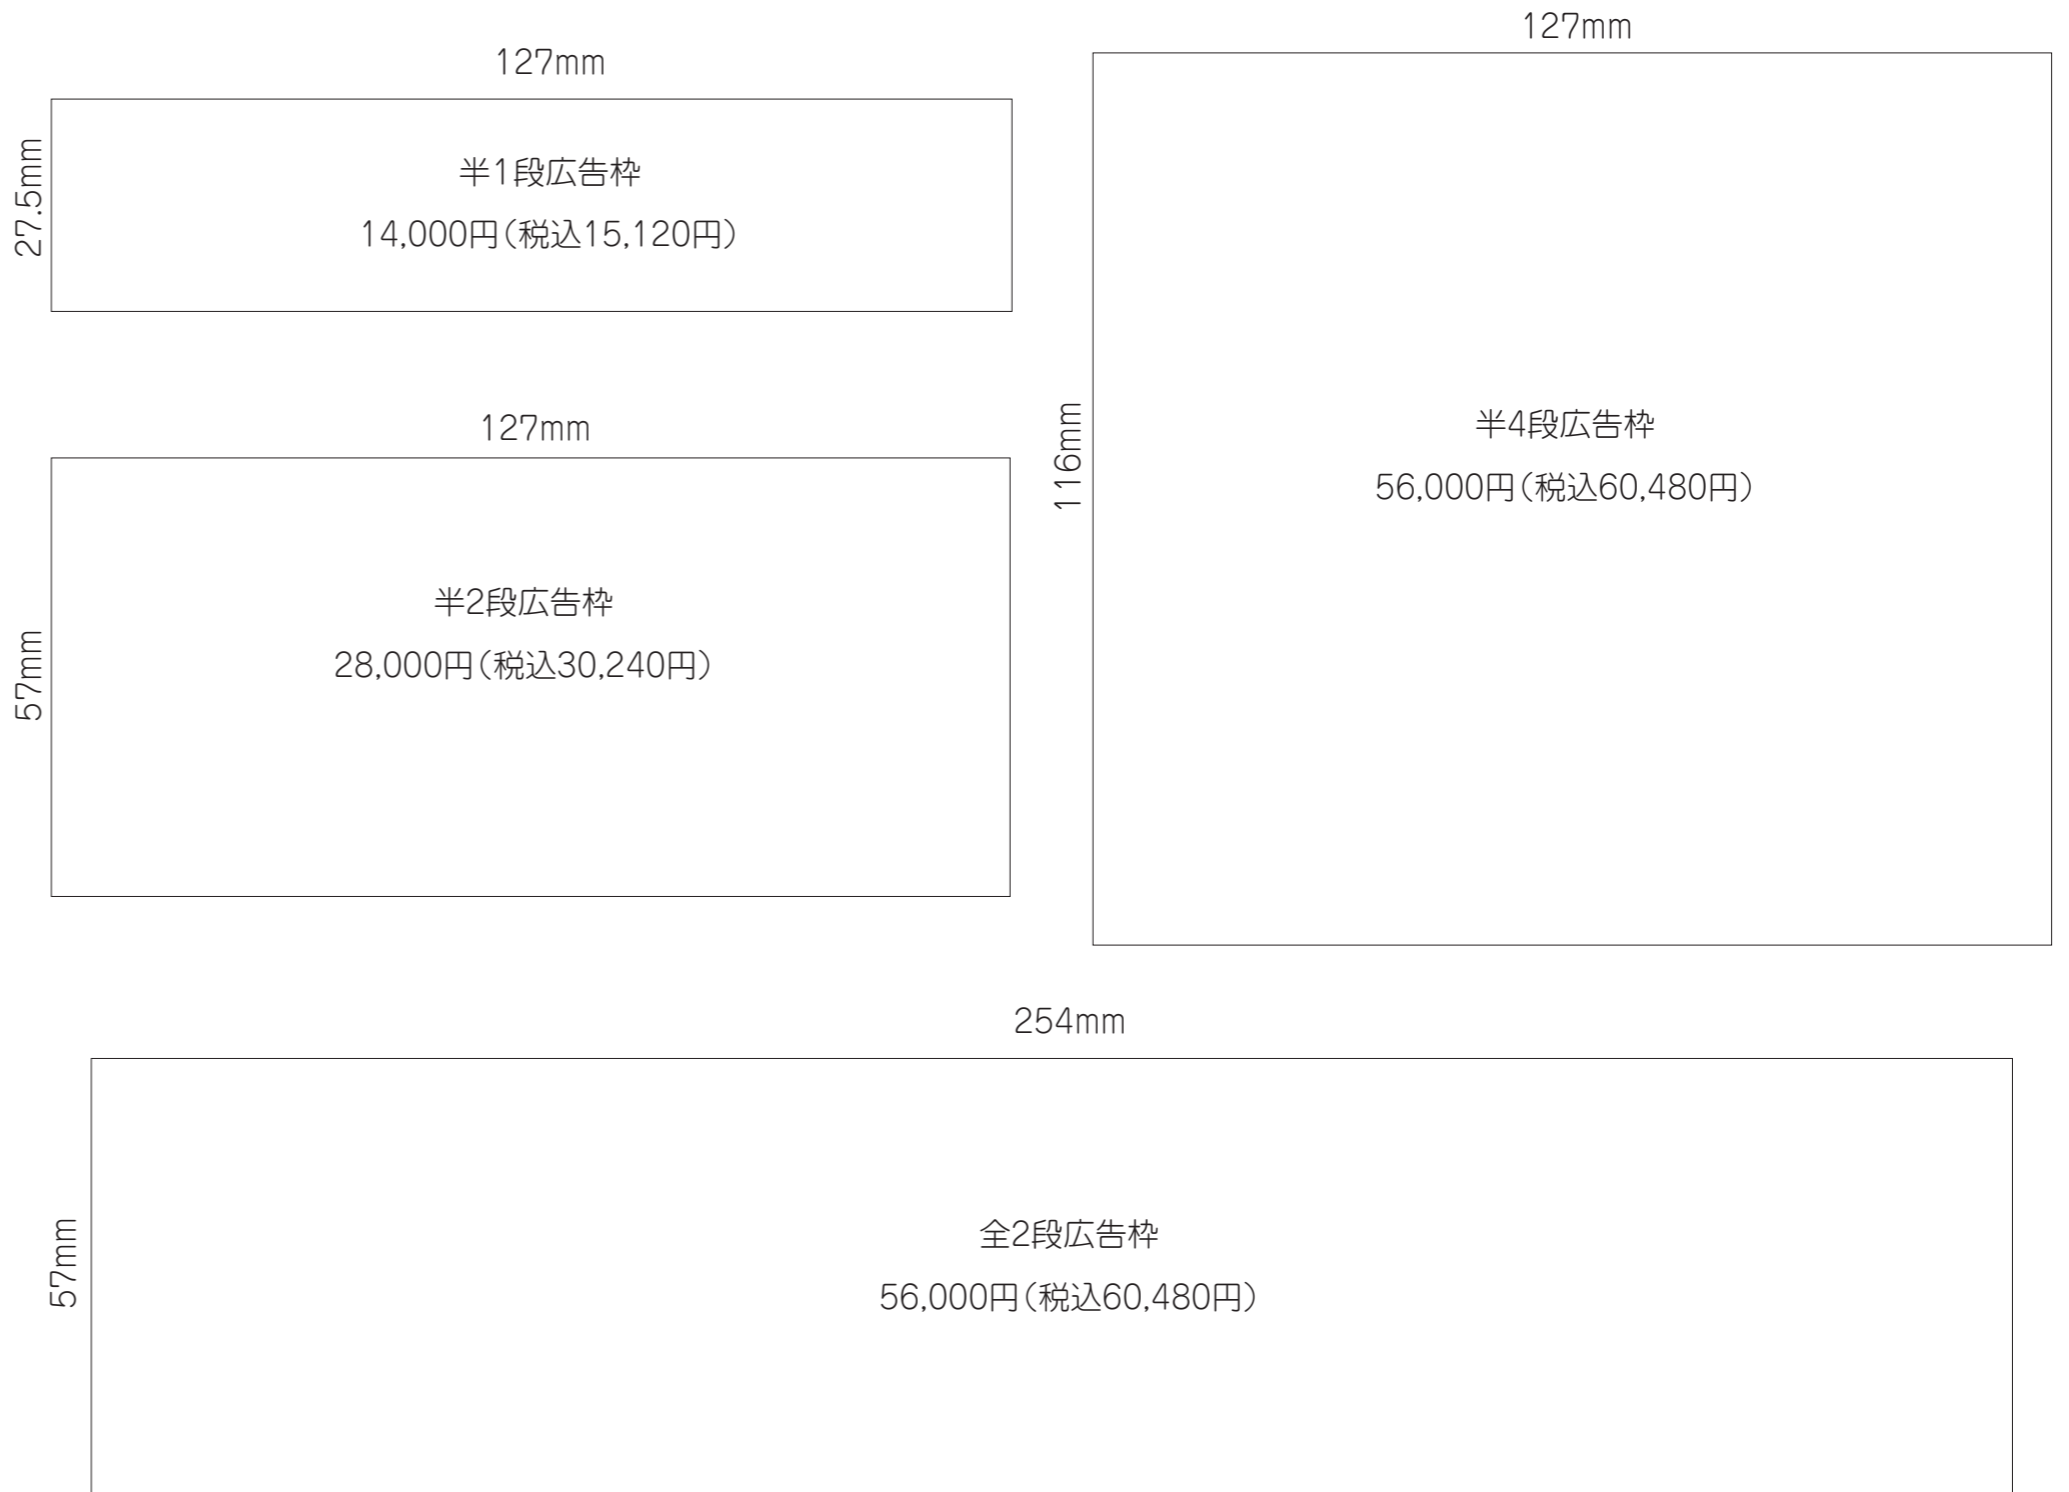 127mm
27.5mm
半1段広告枠
14,000円(税込15,120円)
127mm
57mm
半2段広告枠
28,000円(税込30,240円)
127mm
116mm
半4段広告枠
56,000円(税込60,480円)
254mm
57mm
全2段広告枠
56,000円(税込60,480円)